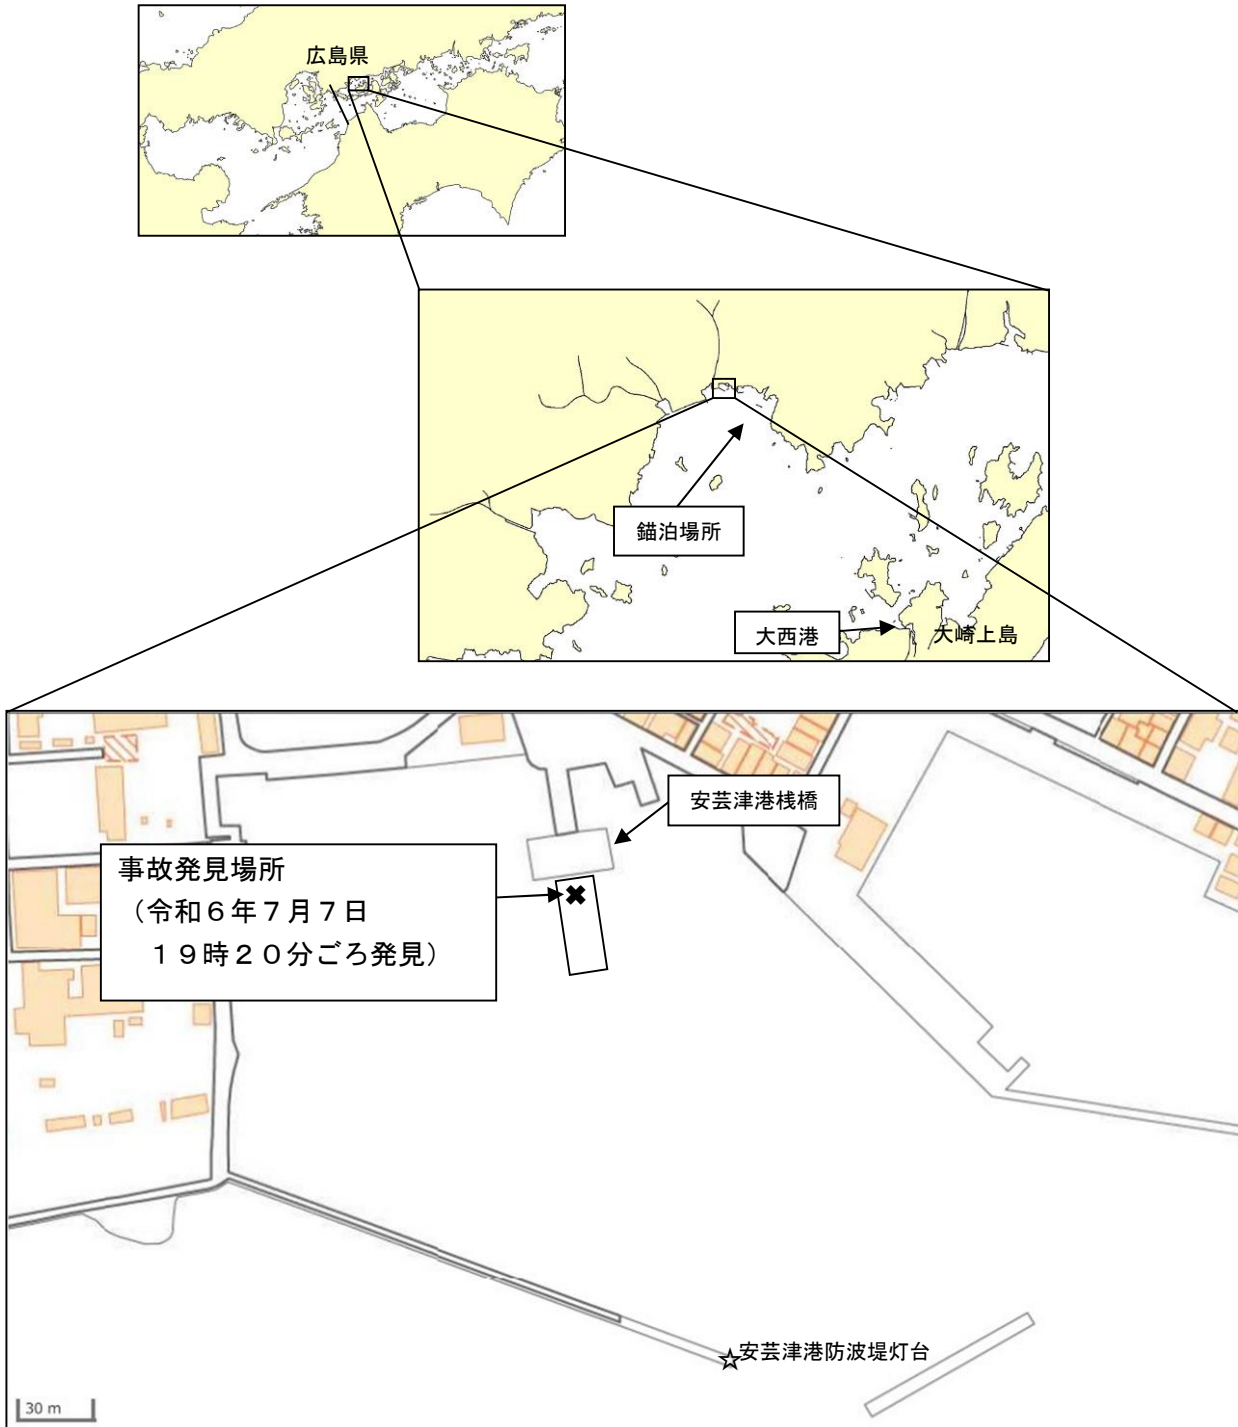 広島県
錨泊場所
大西港
大崎上島
安芸津港桟橋
事故発見場所
（令和６年７月７日
１９時２０分ごろ発見）
安芸津港防波堤灯台
30 m